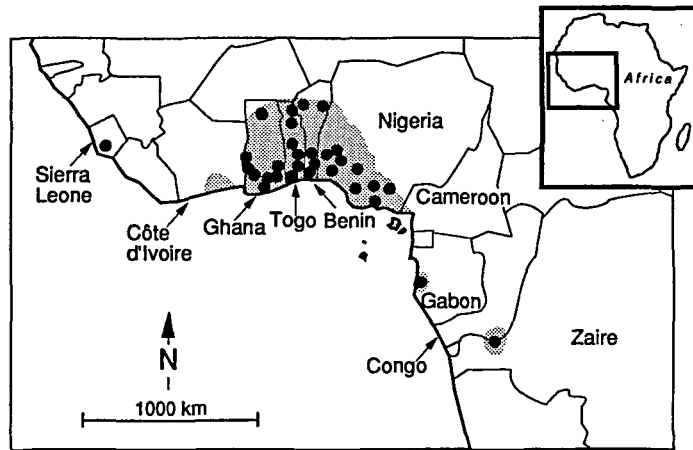 Africa
Nigeria
Sierra
Leone
Cameroon
Côte
d'Ivoire
Ghana
Togo
Benin
Gabon
Zaire
Congo
N
1000 km